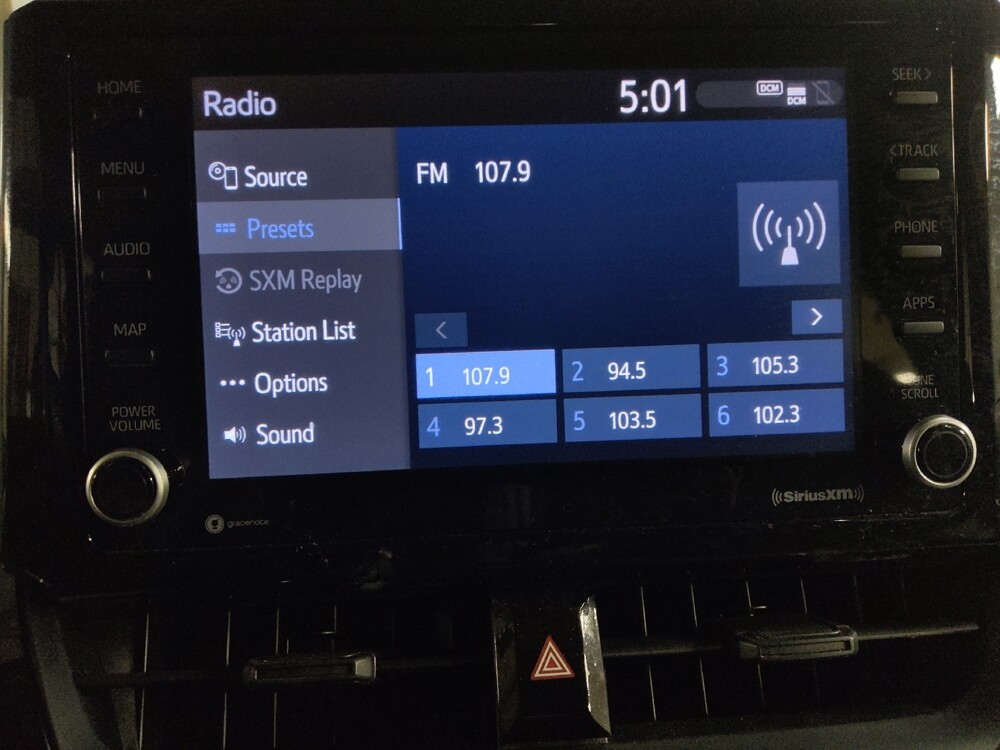 HOME
MENU
AUDIO
MAP
POWER
VOLUME
Radio
5:01
DCM
DCM
Source
Presets
SXM Replay
Station List
Options
Sound
FM 107.9
<
>
1 107.9
2 94.5
3 105.3
4 97.3
5 103.5
6 102.3
SEEK >
< TRACK
PHONE
APPS
SCROLL
gracenote
((SiriusXM))